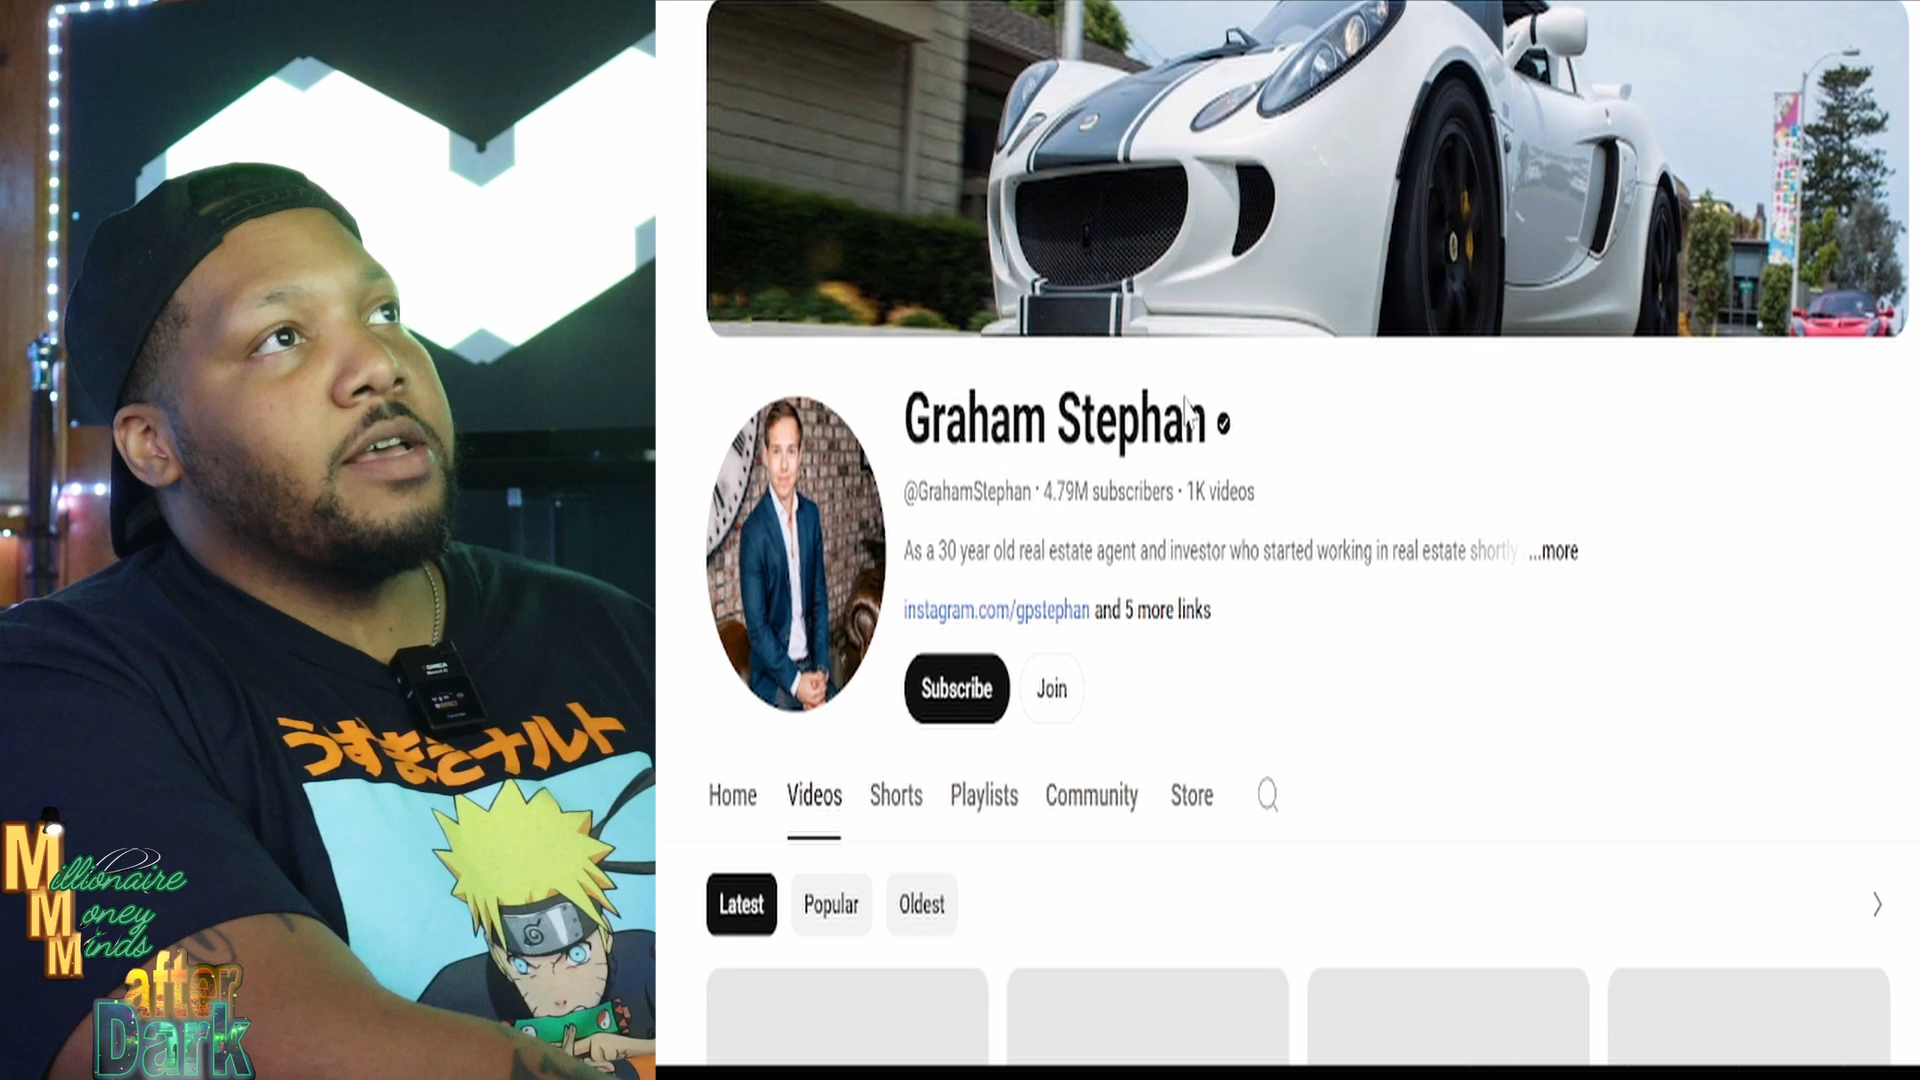 うずまきナルト
Millionaire
Money
Minds
after
Dark
Graham Stephan
@GrahamStephan · 4.79M subscribers · 1K videos
As a 30 year old real estate agent and investor who started working in real estate shortly ...more
instagram.com/gpstephan and 5 more links
Subscribe Join
Home Videos Shorts Playlists Community Store
Latest Popular Oldest